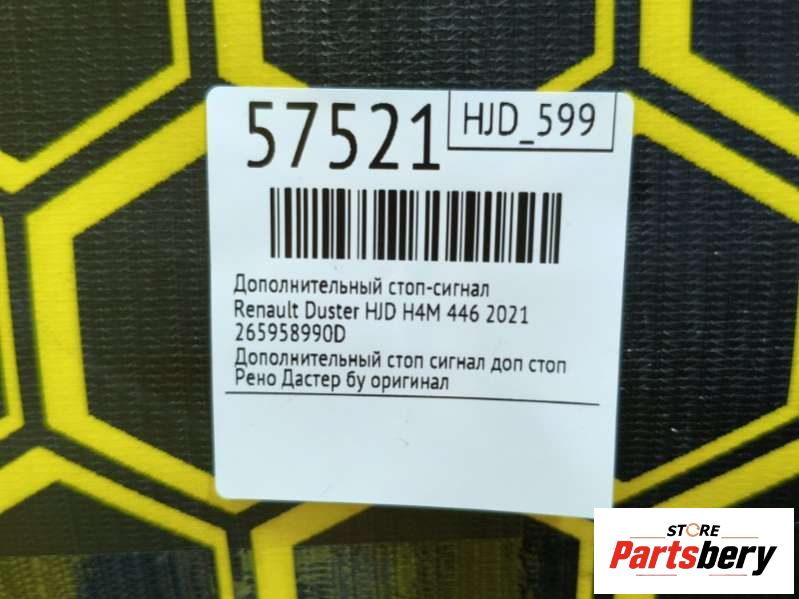 57521
HJD_599
Дополнительный стоп-сигнал
Renault Duster HJD H4M 446 2021
265958990D
Дополнительный стоп сигнал доп стоп
Рено Дастер бу оригинал
STORE
Partsbery